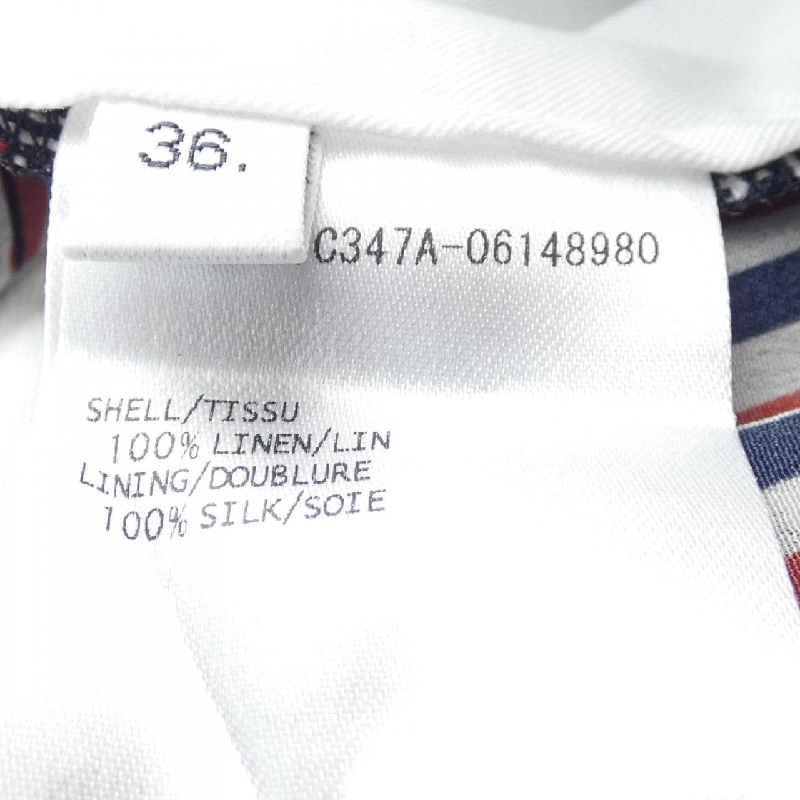 36.
C347A-06148980
SHELL/TISSU
100% LINEN/LIN
LINING/DOUBLURE
100% SILK/SOIE